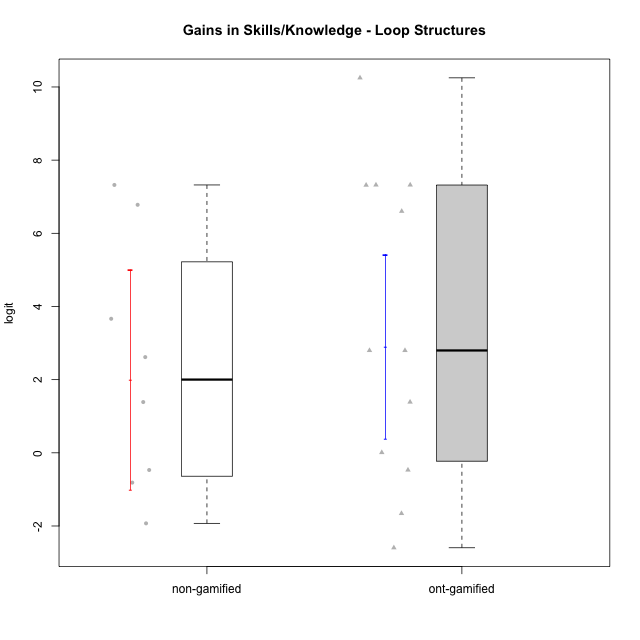 Gains in Skills/Knowledge - Loop Structures
10
8
6
4
2
0
-2
logit
non-gamified
ont-gamified